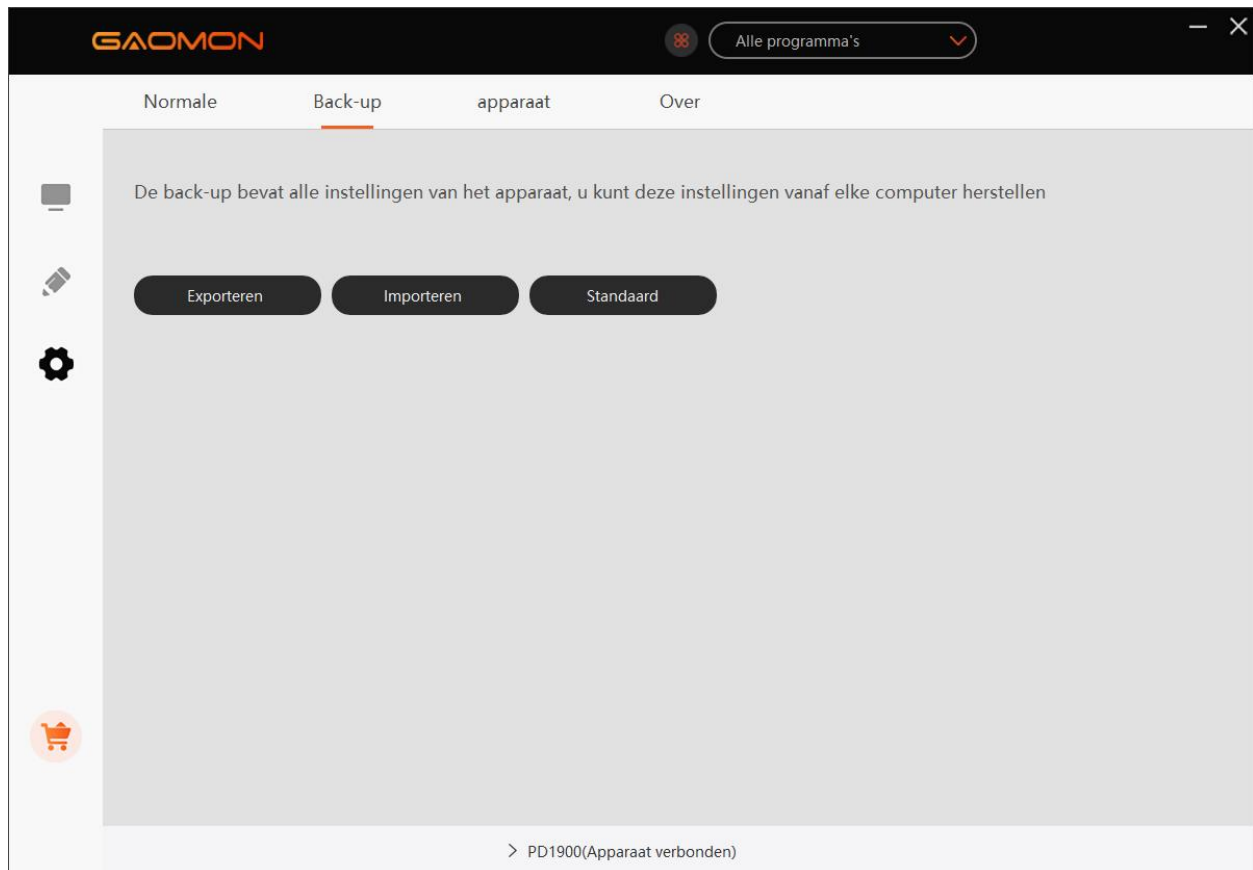 GAOMON
Alle programma's
Normale Back-up apparaat Over
De back-up bevat alle instellingen van het apparaat, u kunt deze instellingen vanaf elke computer herstellen
Exporteren Importeren Standaard
PD1900(Apparaat verbonden)